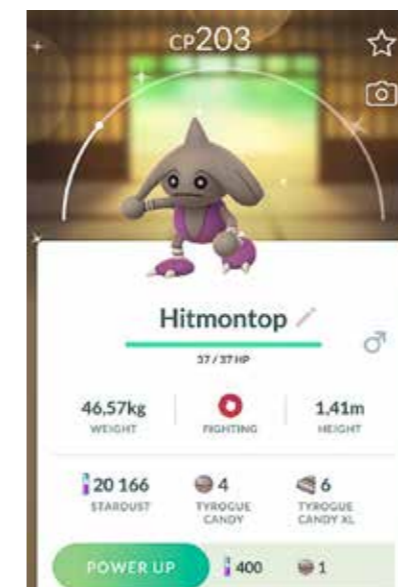 CP203
Hitmontop
37 / 37 HP
46,57kg FIGHTING 1,41m
WEIGHT HEIGHT
20 166 4 6
STARDUST TYROGUE CANDY TYROGUE CANDY XL
POWER UP 400 1